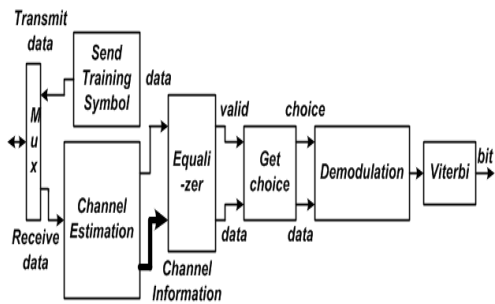 Transmit
data
Send
Training
Symbol
data
M
u
x
Channel
Estimation
Receive
data
Equali
-zer
Channel
Information
valid
data
Get
choice
choice
data
Demodulation
Viterbi
bit